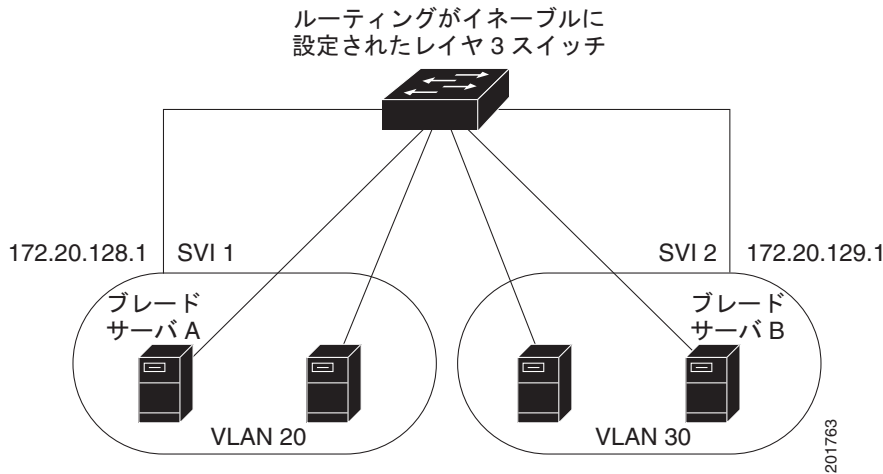 ルーティングがイネーブルに
設定されたレイヤ 3 スイッチ
172.20.128.1 SVI 1
SVI 2 172.20.129.1
ブレード
サーバ A
ブレード
サーバ B
VLAN 20
VLAN 30
201763